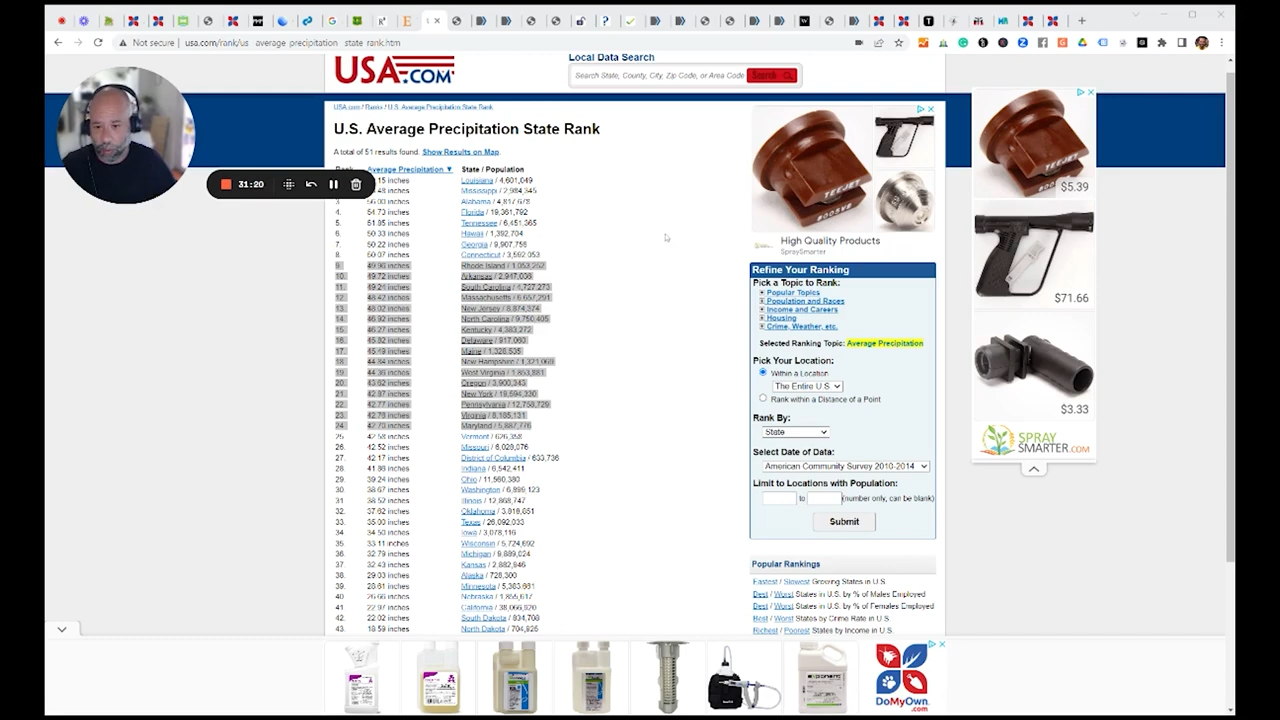 Not secure | usa.com/rank/us average precipitation state rank.htm
USA.COM
Local Data Search
Search State, County, City, Zip Code, or Area Code
Search
USA.com / Ranks / U.S. Average Precipitation State Rank
U.S. Average Precipitation State Rank
A total of 51 results found. Show Results on Map.
Average Precipitation ▼ State / Population
31:20
Louisiana / 4,601,049
Mississippi / 2,984,345
3. 56.00 inches Alabama / 4,817,678
4. 54.73 inches Florida / 19,361,792
5. 51.85 inches Tennessee / 6,451,365
6. 50.33 inches Hawaii / 1,392,704
7. 50.22 inches Georgia / 9,907,756
8. 50.07 inches Connecticut / 3,592,053
9. 49.98 inches Rhode Island / 1,053,252
10. 49.72 inches Arkansas / 2,947,036
11. 49.24 inches South Carolina / 4,727,273
12. 48.42 inches Massachusetts / 6,657,291
13. 48.02 inches New Jersey / 8,874,374
14. 46.92 inches North Carolina / 9,750,405
15. 46.27 inches Kentucky / 4,383,272
16. 45.82 inches Delaware / 917,060
17. 45.49 inches Maine / 1,328,535
18. 44.84 inches New Hampshire / 1,321,069
19. 44.36 inches West Virginia / 1,853,881
20. 43.62 inches Oregon / 3,900,343
21. 42.87 inches New York / 19,594,330
22. 42.77 inches Pennsylvania / 12,758,729
23. 42.76 inches Virginia / 8,185,131
24. 42.70 inches Maryland / 5,887,776
25. 42.58 inches Vermont / 626,358
26. 42.52 inches Missouri / 6,028,076
27. 42.17 inches District of Columbia / 633,736
28. 41.86 inches Indiana / 6,542,411
29. 39.24 inches Ohio / 11,560,380
30. 38.67 inches Washington / 6,899,123
31. 38.52 inches Illinois / 12,868,747
32. 37.62 inches Oklahoma / 3,818,851
33. 35.00 inches Texas / 26,092,033
34. 34.50 inches Iowa / 3,078,116
35. 33.11 inches Wisconsin / 5,724,692
36. 32.79 inches Michigan / 9,889,024
37. 32.43 inches Kansas / 2,882,946
38. 29.03 inches Alaska / 728,300
39. 28.61 inches Minnesota / 5,383,661
40. 26.66 inches Nebraska / 1,855,617
41. 22.97 inches California / 38,066,920
42. 22.02 inches South Dakota / 834,708
43. 18.59 inches North Dakota / 704,925
High Quality Products
SpraySmarter
Refine Your Ranking
Pick a Topic to Rank:
Popular Topics
Population and Races
Income and Careers
Housing
Crime, Weather, etc.
Selected Ranking Topic: Average Precipitation
Pick Your Location:
Within a Location
The Entire U.S.
Rank within a Distance of a Point
Rank By:
State
Select Date of Data:
American Community Survey 2010-2014
Limit to Locations with Population:
to (number only, can be blank)
Submit
Popular Rankings
Fastest / Slowest Growing States in U.S.
Best / Worst States in U.S. by % of Males Employed
Best / Worst States in U.S. by % of Females Employed
Best / Worst States by Crime Rate in U.S.
Richest / Poorest States by Income in U.S.
$5.39
$71.66
$3.33
SPRAY
SMARTER.COM
DoMyOwn
.com